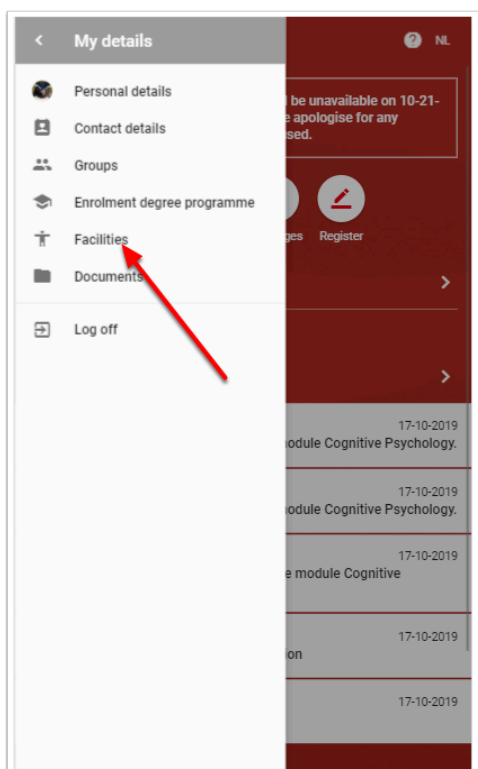 My details
NL
Personal details
Contact details
Groups
Enrolment degree programme
Facilities
Documents
Log off
be unavailable on 10-21-
apologise for any
sed.
ges Register
17-10-2019
module Cognitive Psychology.
17-10-2019
module Cognitive Psychology.
17-10-2019
e module Cognitive
17-10-2019
on
17-10-2019